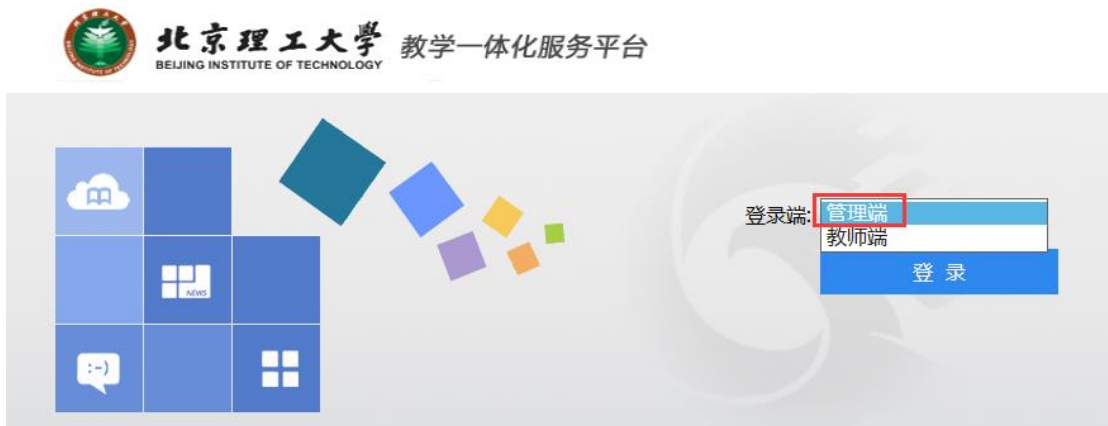 北京理工大學 教学一体化服务平台
BEIJING INSTITUTE OF TECHNOLOGY
登录端: 管理端
教师端
登 录
NEWS
:-)